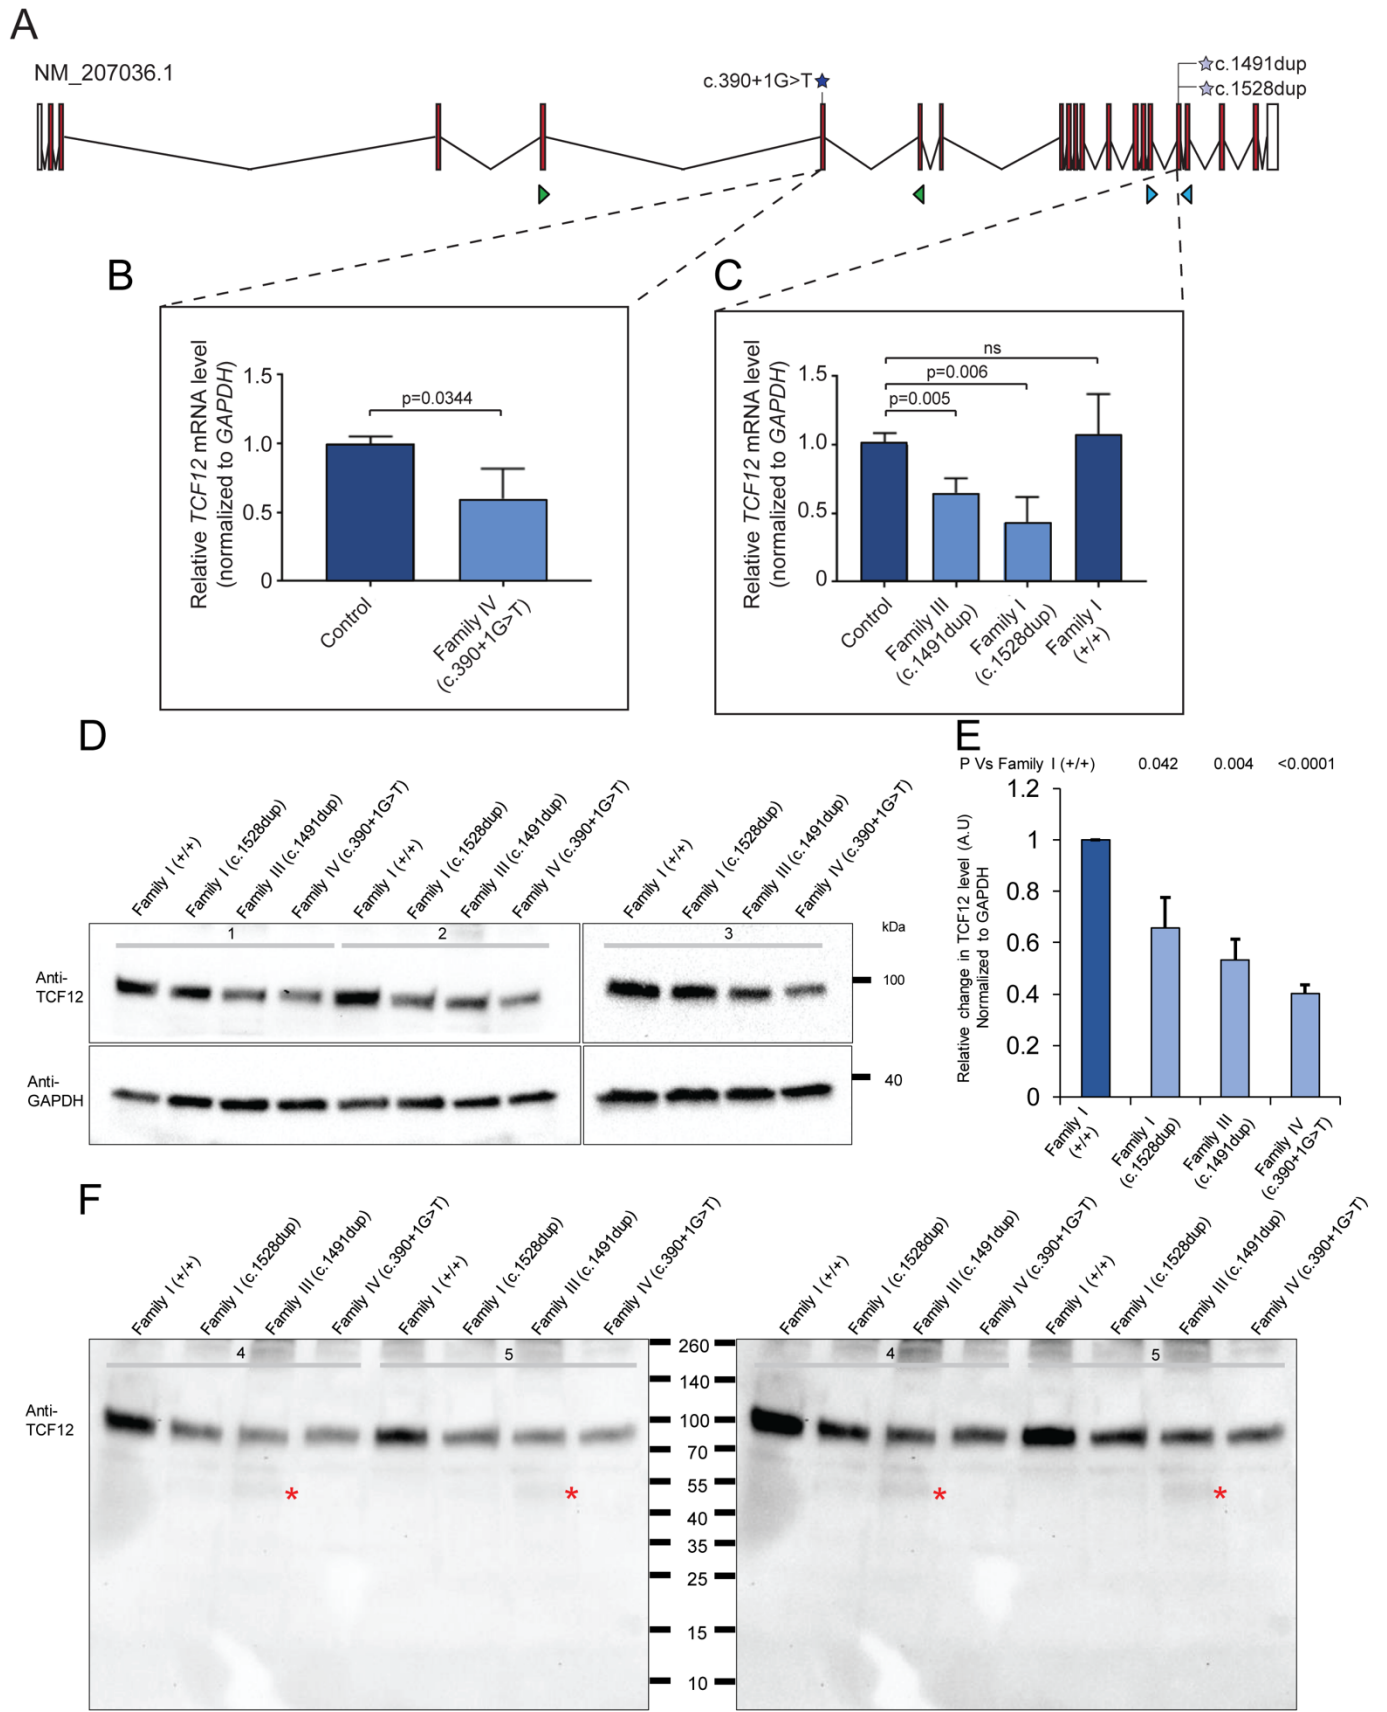 A
NM_207036.1
c.390+1G>T
c.1491dup
c.1528dup
B
Relative TCF12 mRNA level
(normalized to GAPDH)
1.5
1.0
0.5
0
p=0.0344
Control
Family IV
(c.390+1G>T)
C
Relative TCF12 mRNA level
(normalized to GAPDH)
1.5
1.0
0.5
0
ns
p=0.006
p=0.005
Control
Family III
(c.1491dup)
Family I
(c.1528dup)
Family I
(+/+)
D
Family I (+/+)
Family I (c.1528dup)
Family III (c.1491dup)
Family IV (c.390+1G>T)
Family I (+/+)
Family I (c.1528dup)
Family III (c.1491dup)
Family IV (c.390+1G>T)
Family I (+/+)
Family I (c.1528dup)
Family III (c.1491dup)
Family IV (c.390+1G>T)
1
2
3
kDa
Anti-
TCF12
100
Anti-
GAPDH
40
E
P Vs Family I (+/+) 0.042 0.004 <0.0001
Relative change in TCF12 level (A.U)
Normalized to GAPDH
1.2
1
0.8
0.6
0.4
0.2
0
Family I
(+/+)
Family I
(c.1528dup)
Family III
(c.1491dup)
Family IV
(c.390+1G>T)
F
Family I (+/+)
Family I (c.1528dup)
Family III (c.1491dup)
Family IV (c.390+1G>T)
Family I (+/+)
Family I (c.1528dup)
Family III (c.1491dup)
Family IV (c.390+1G>T)
Family I (+/+)
Family I (c.1528dup)
Family III (c.1491dup)
Family IV (c.390+1G>T)
Family I (+/+)
Family I (c.1528dup)
Family III (c.1491dup)
Family IV (c.390+1G>T)
4
5
4
5
Anti-
TCF12
*
*
*
*
260
140
100
70
55
40
35
25
15
10